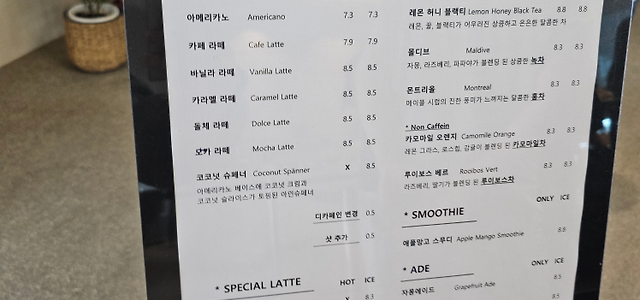 아메리카노 Americano 7.3 7.3
카페 라떼 Cafe Latte 7.9 7.9
바닐라 라떼 Vanilla Latte 8.5 8.5
카라멜 라떼 Caramel Latte 8.5 8.5
돌체 라떼 Dolce Latte 8.5 8.5
모카 라떼 Mocha Latte 8.5 8.5
코코넛 슈페너 Coconut Spänner X 8.5
아메리카노 베이스에 코코넛 크림과
코코넛 슬라이스가 토핑된 아인슈페너
디카페인 변경 0.5
샷 추가 0.5
* SPECIAL LATTE HOT ICE
X 8.3
레몬 허니 블랙티 Lemon Honey Black Tea 8.8 8.8
레몬, 꿀, 블랙티가 어우러진 상큼하고 은은한 달콤한 차
몰디브 Maldive 8.3 8.3
자몽, 라즈베리, 파파야가 블렌딩 된 상큼한 녹차
몬트리올 Montreal 8.3 8.3
메이플 시럽의 진한 풍미가 느껴지는 달콤한 홍차
* Non Caffein
카모마일 오렌지 Camomile Orange 8.3 8.3
레몬 그라스, 로스힙, 감귤이 블렌딩 된 카모마일차
루이보스 베르 Rooibos Vert 8.3 8.3
라즈베리, 딸기가 블렌딩 된 루이보스차
* SMOOTHIE ONLY ICE
애플망고 스무디 Apple Mango Smoothie 8.8
* ADE ONLY ICE
자몽에이드 Grapefruit Ade 8.5
8.5